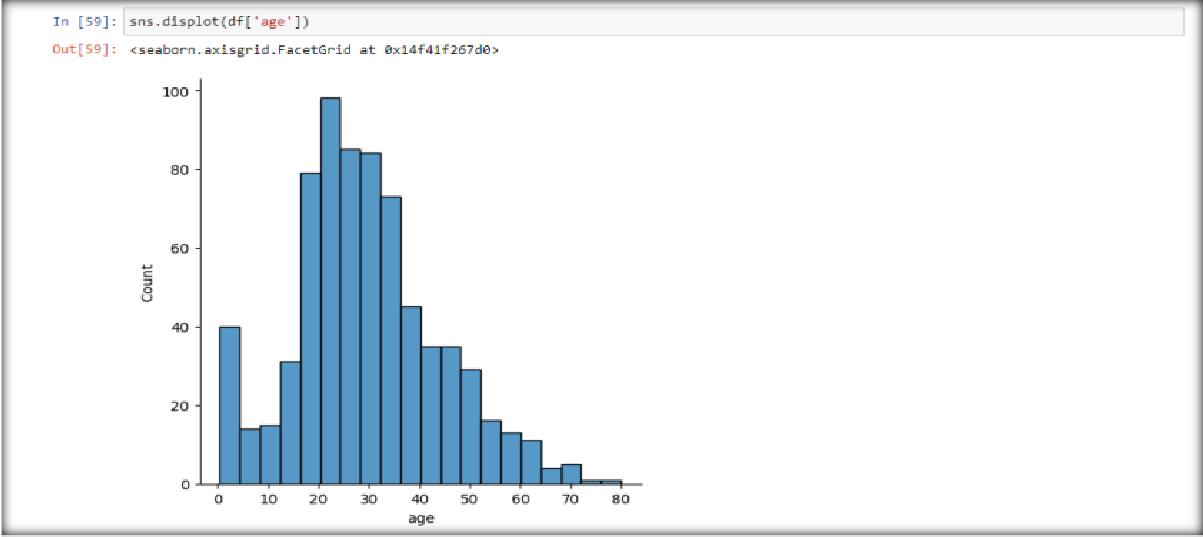 In [59]: sns.displot(df['age'])
Out[59]: <seaborn.axisgrid.FacetGrid at 0x14f41f267d0>
100
80
60
40
20
0
Count
0 10 20 30 40 50 60 70 80
age